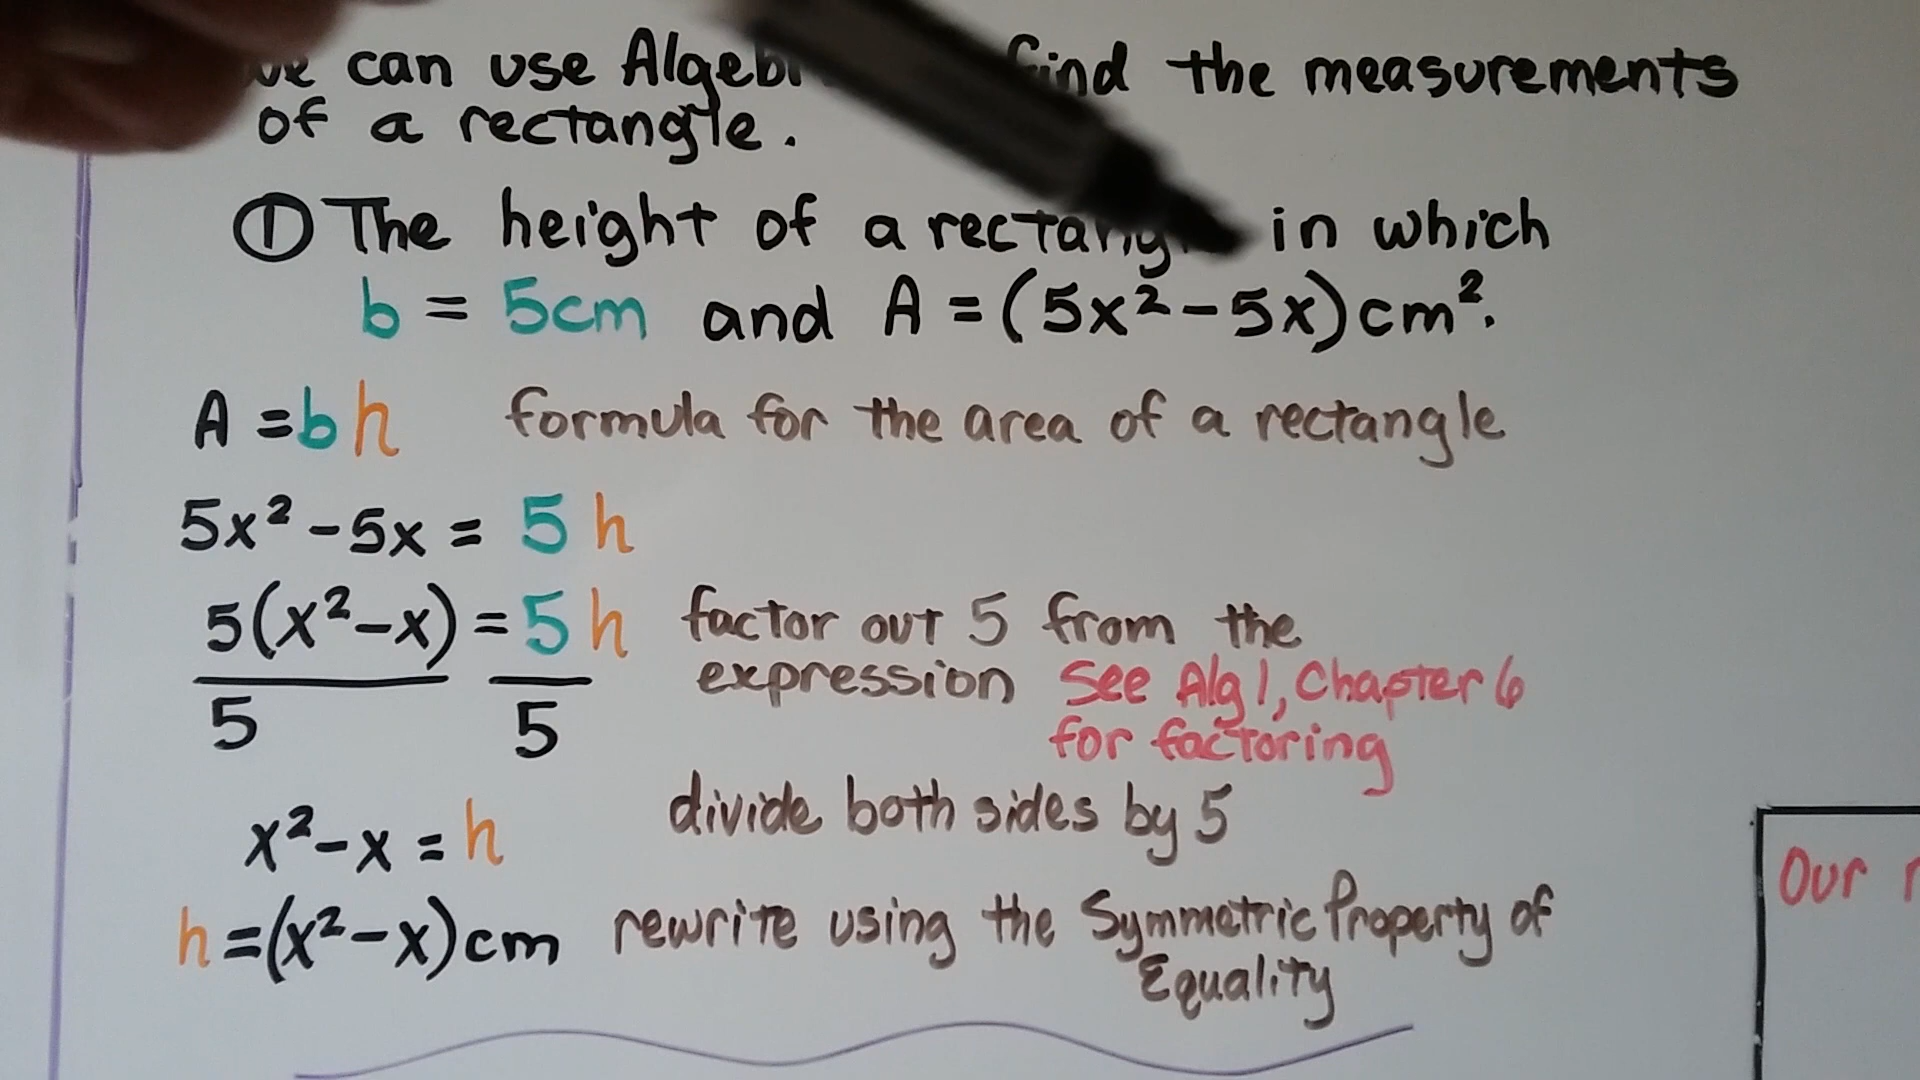 can use find the measurements
of a rectangle.
① The height of a in which
b = 5cm and A = (5x²-5x)cm².
A = bh formula for the area of a rectangle
5x² - 5x = 5h
5(x²-x) = 5h factor out 5 from the
expression See Alg 1, Chapter 6
5 5
for factoring
divide both sides by 5
x²-x = h
h = (x²-x)cm rewrite using the Symmetric Property of
Equality
Our